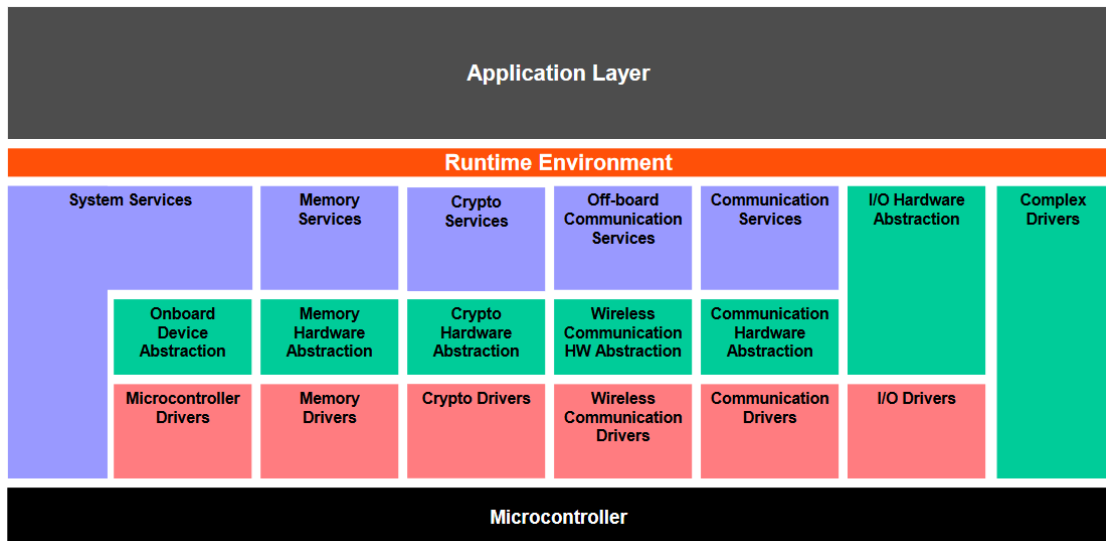 Application Layer
Runtime Environment
System Services
Memory
Services
Crypto
Services
Off-board
Communication
Services
Communication
Services
I/O Hardware
Abstraction
Complex
Drivers
Onboard
Device
Abstraction
Memory
Hardware
Abstraction
Crypto
Hardware
Abstraction
Wireless
Communication
HW Abstraction
Communication
Hardware
Abstraction
Microcontroller
Drivers
Memory
Drivers
Crypto Drivers
Wireless
Communication
Drivers
Communication
Drivers
I/O Drivers
Microcontroller